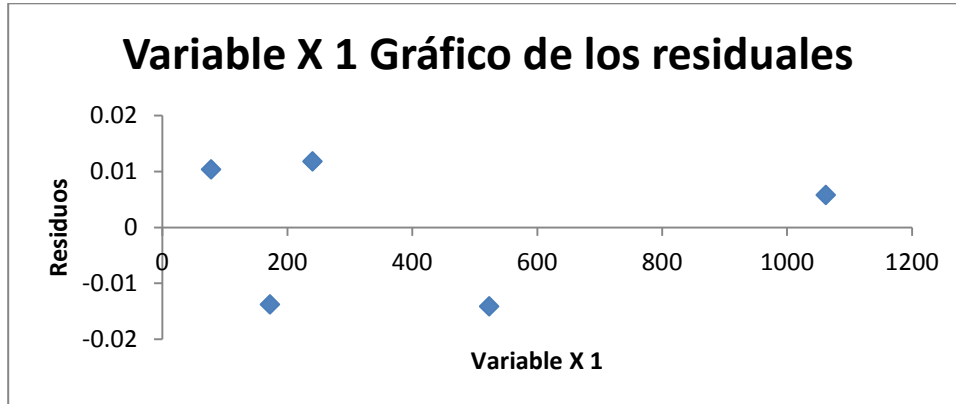 Variable X 1 Gráfico de los residuales
0.02
0.01
0
-0.01
-0.02
Residuos
0 200 400 600 800 1000 1200
Variable X 1